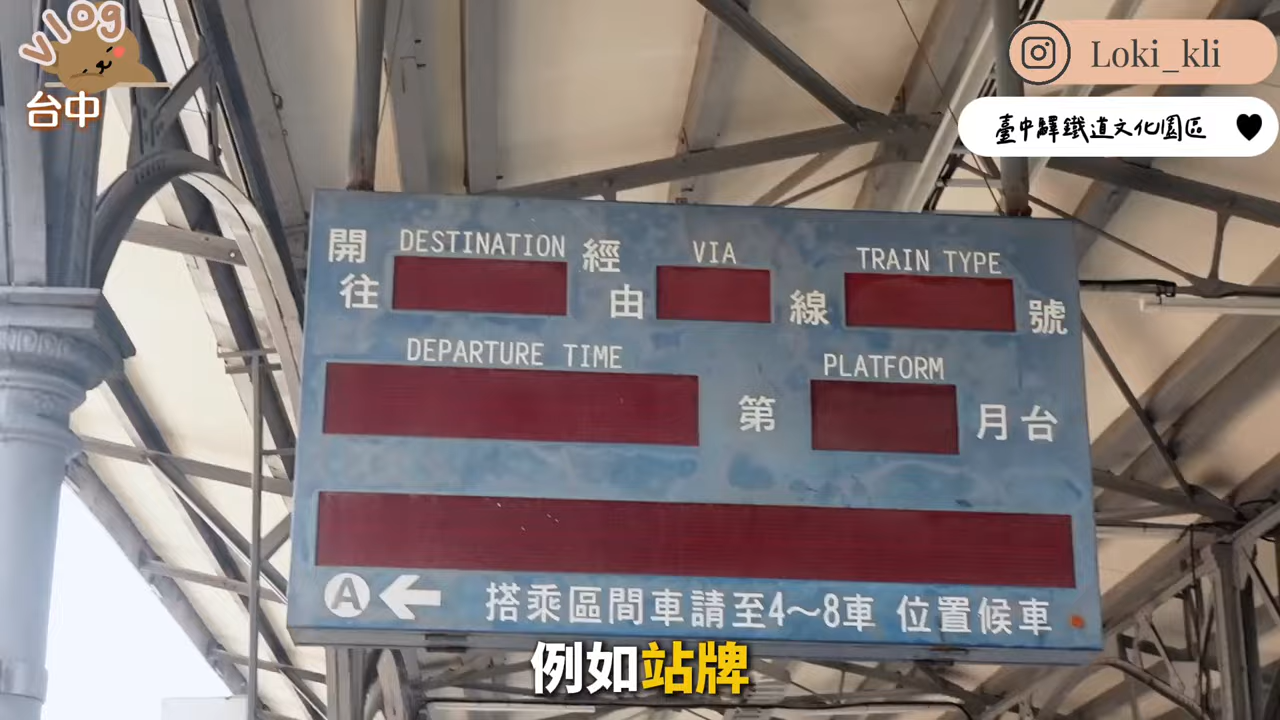 vlog
台中
Loki_kli
臺中驛鐵道文化園區
開往 DESTINATION 經由 VIA 線 TRAIN TYPE 號
DEPARTURE TIME 第 PLATFORM 月台
A ← 搭乘區間車請至4～8車 位置候車
例如站牌